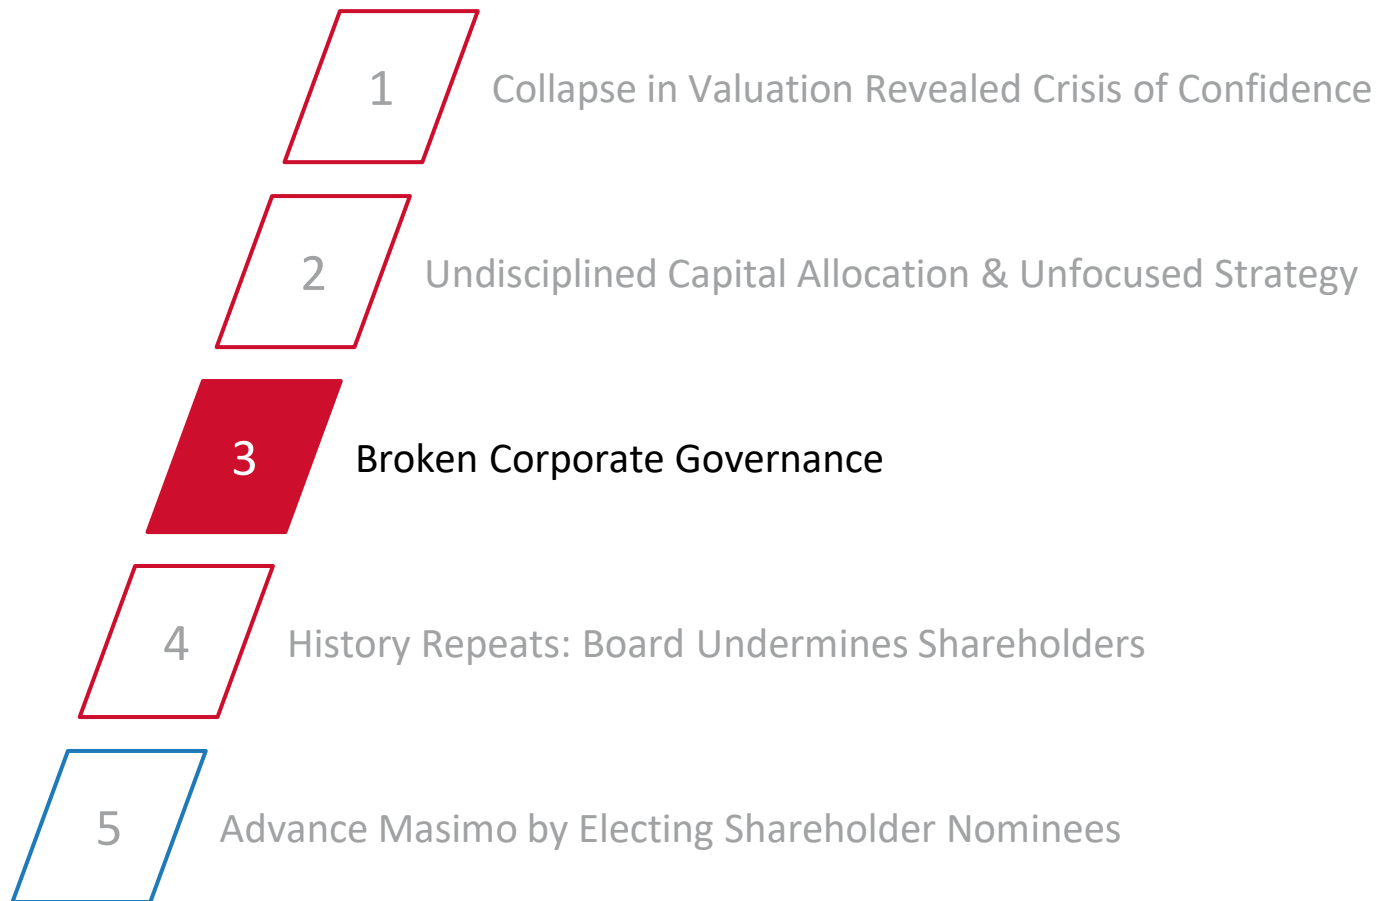 1 Collapse in Valuation Revealed Crisis of Confidence
2 Undisciplined Capital Allocation & Unfocused Strategy
3 Broken Corporate Governance
4 History Repeats: Board Undermines Shareholders
5 Advance Masimo by Electing Shareholder Nominees